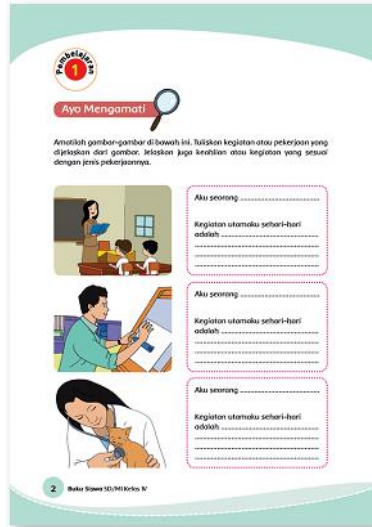 Pembelajaran
1
Ayo Mengamati
Amatilah gambar-gambar di bawah ini. Tuliskan kegiatan atau pekerjaan yang
dijelaskan dari gambar. Jelaskan juga keahlian atau kegiatan yang sesuai
dengan jenis pekerjaannya.
Aku seorang
Kegiatan utamaku sehari-hari
adalah
Aku seorang
Kegiatan utamaku sehari-hari
adalah
Aku seorang
Kegiatan utamaku sehari-hari
adalah
2 Buku Siswa SD/MI Kelas IV